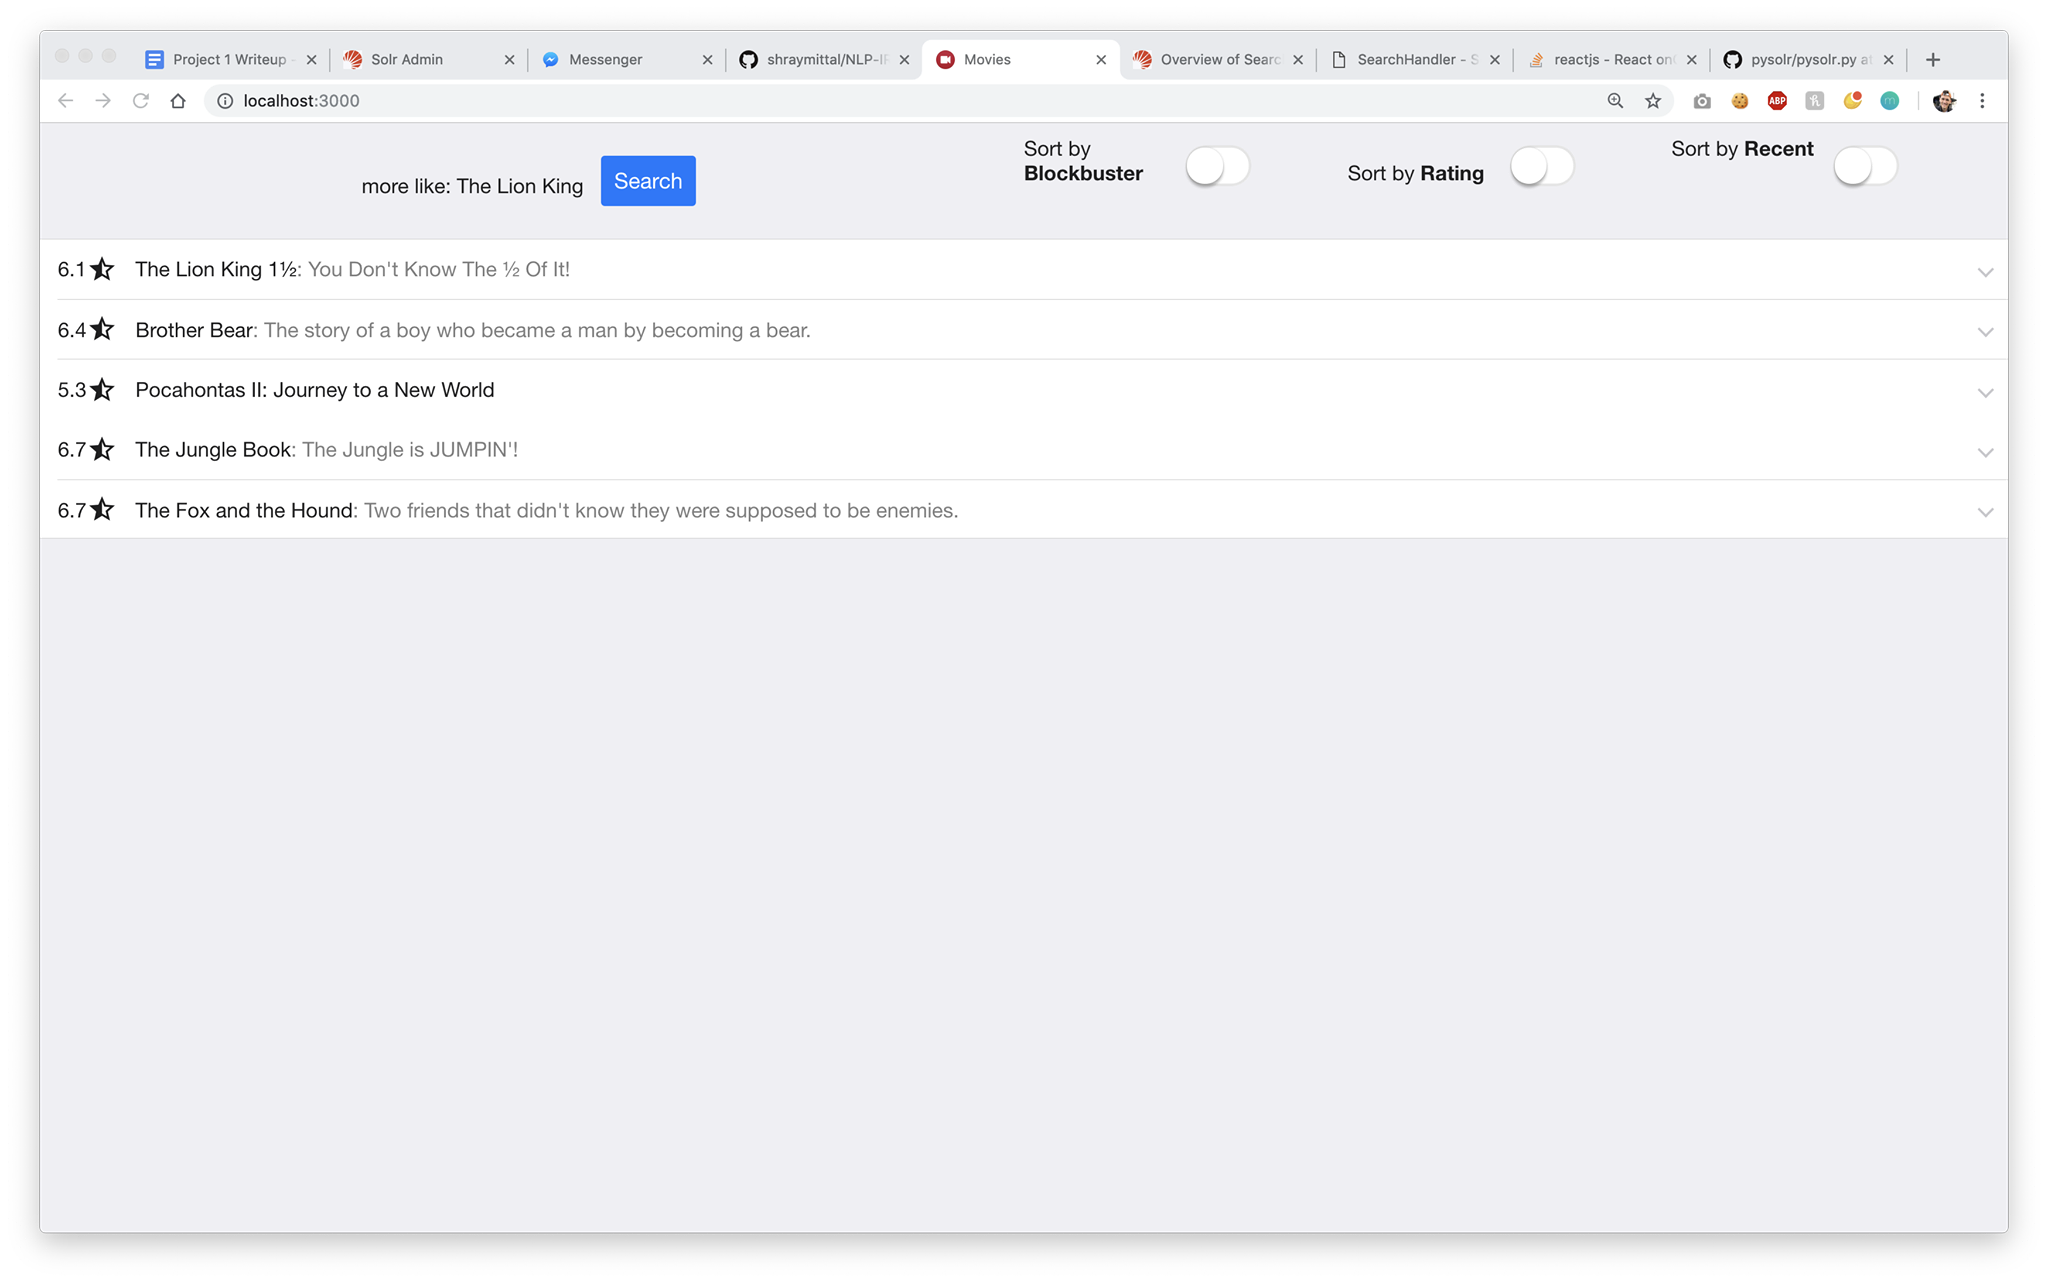 Project 1 Writeup -
Solr Admin
Messenger
shraymittal/NLP-IF
Movies
Overview of Searc
SearchHandler - S
reactjs - React on
pysolr/pysolr.py at
localhost:3000
ABP
more like: The Lion King
Search
Sort by
Blockbuster
Sort by Rating
Sort by Recent
6.1 The Lion King 1½: You Don't Know The ½ Of It!
6.4 Brother Bear: The story of a boy who became a man by becoming a bear.
5.3 Pocahontas II: Journey to a New World
6.7 The Jungle Book: The Jungle is JUMPIN'!
6.7 The Fox and the Hound: Two friends that didn't know they were supposed to be enemies.